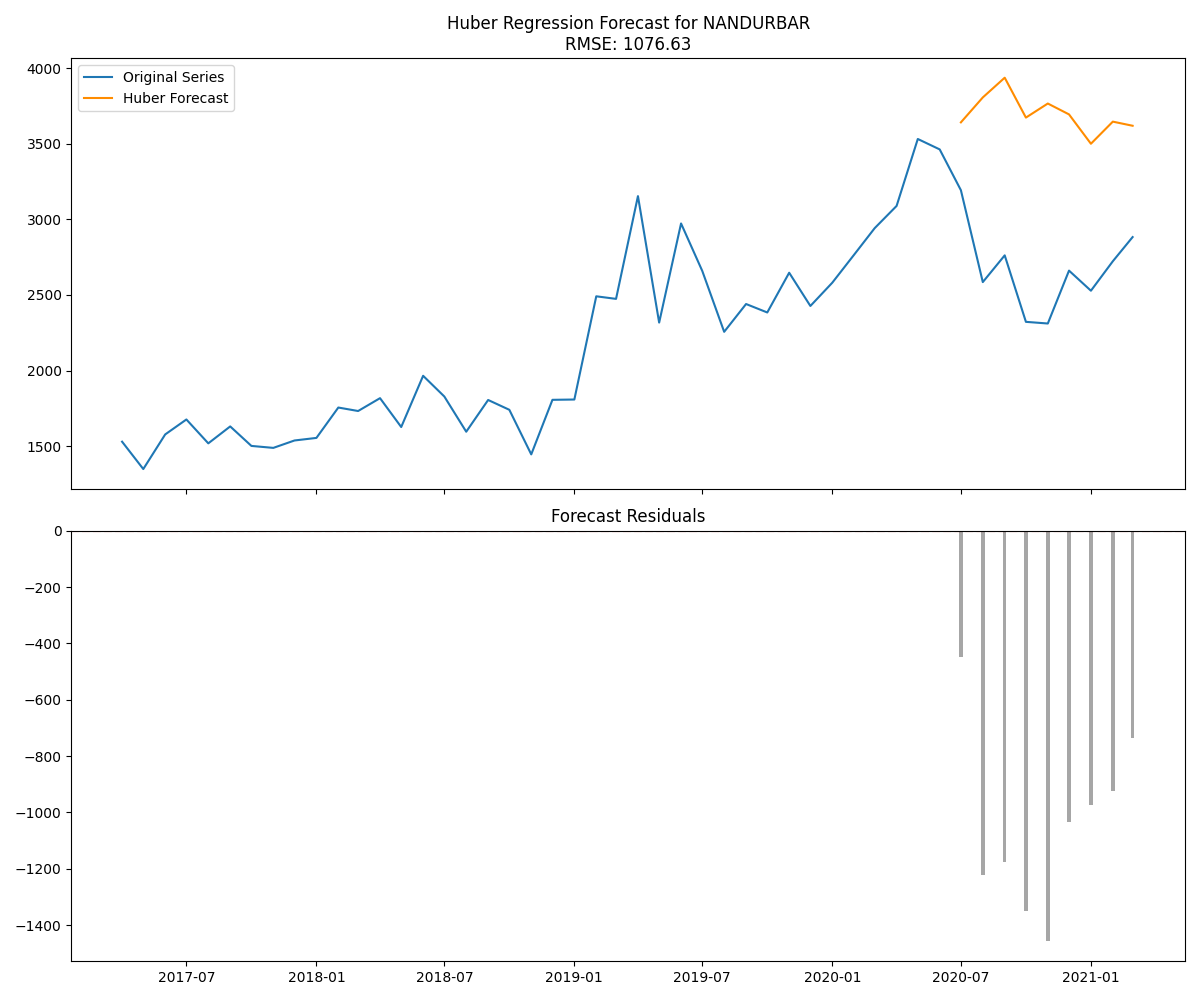 Huber Regression Forecast for NANDURBAR
RMSE: 1076.63
Original Series
Huber Forecast
4000
3500
3000
2500
2000
1500
Forecast Residuals
0
−200
−400
−600
−800
−1000
−1200
−1400
2017-07 2018-01 2018-07 2019-01 2019-07 2020-01 2020-07 2021-01